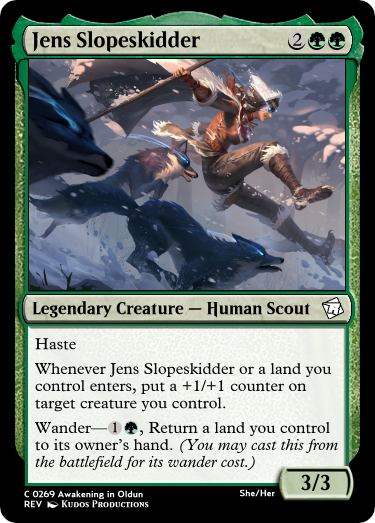 Jens Slopeskidder 2
Legendary Creature — Human Scout
Haste
Whenever Jens Slopeskidder or a land you
control enters, put a +1/+1 counter on
target creature you control.
Wander—1, Return a land you control
to its owner's hand. (You may cast this from
the battlefield for its wander cost.)
3/3
C 0269 Awakening in Oldun She/Her
REV Kudos Productions